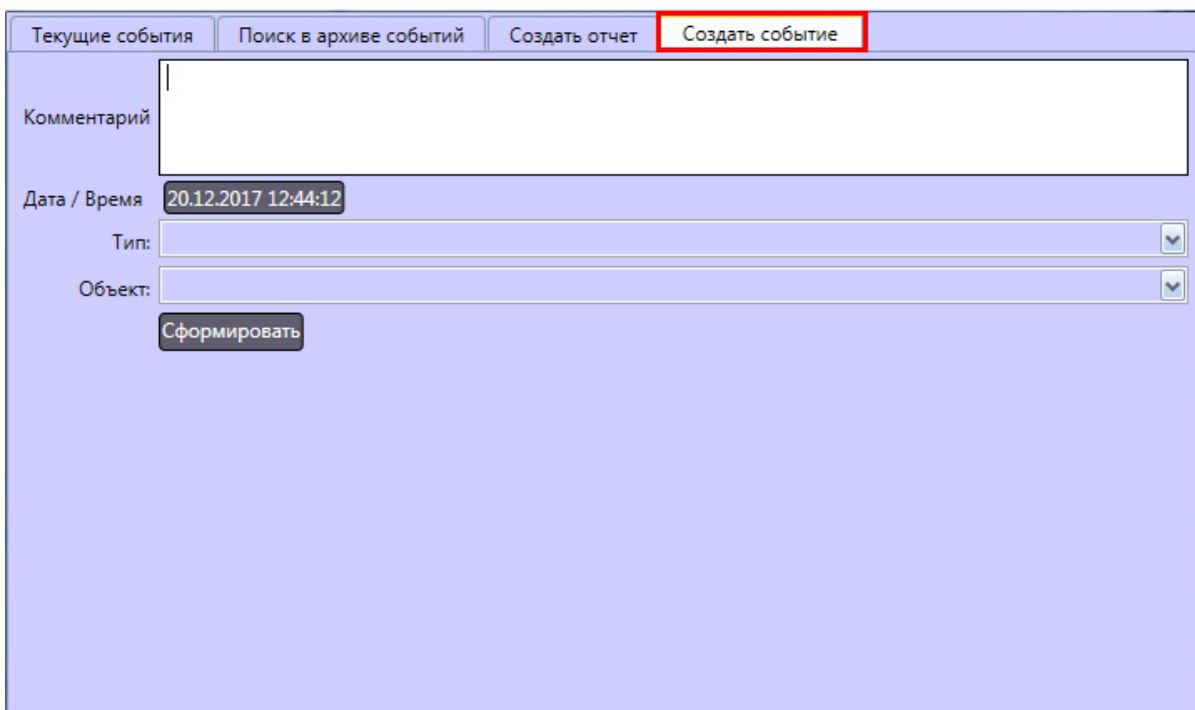 Текущие события Поиск в архиве событий Создать отчет Создать событие
Комментарий
Дата / Время 20.12.2017 12:44:12
Тип:
Объект:
Сформировать